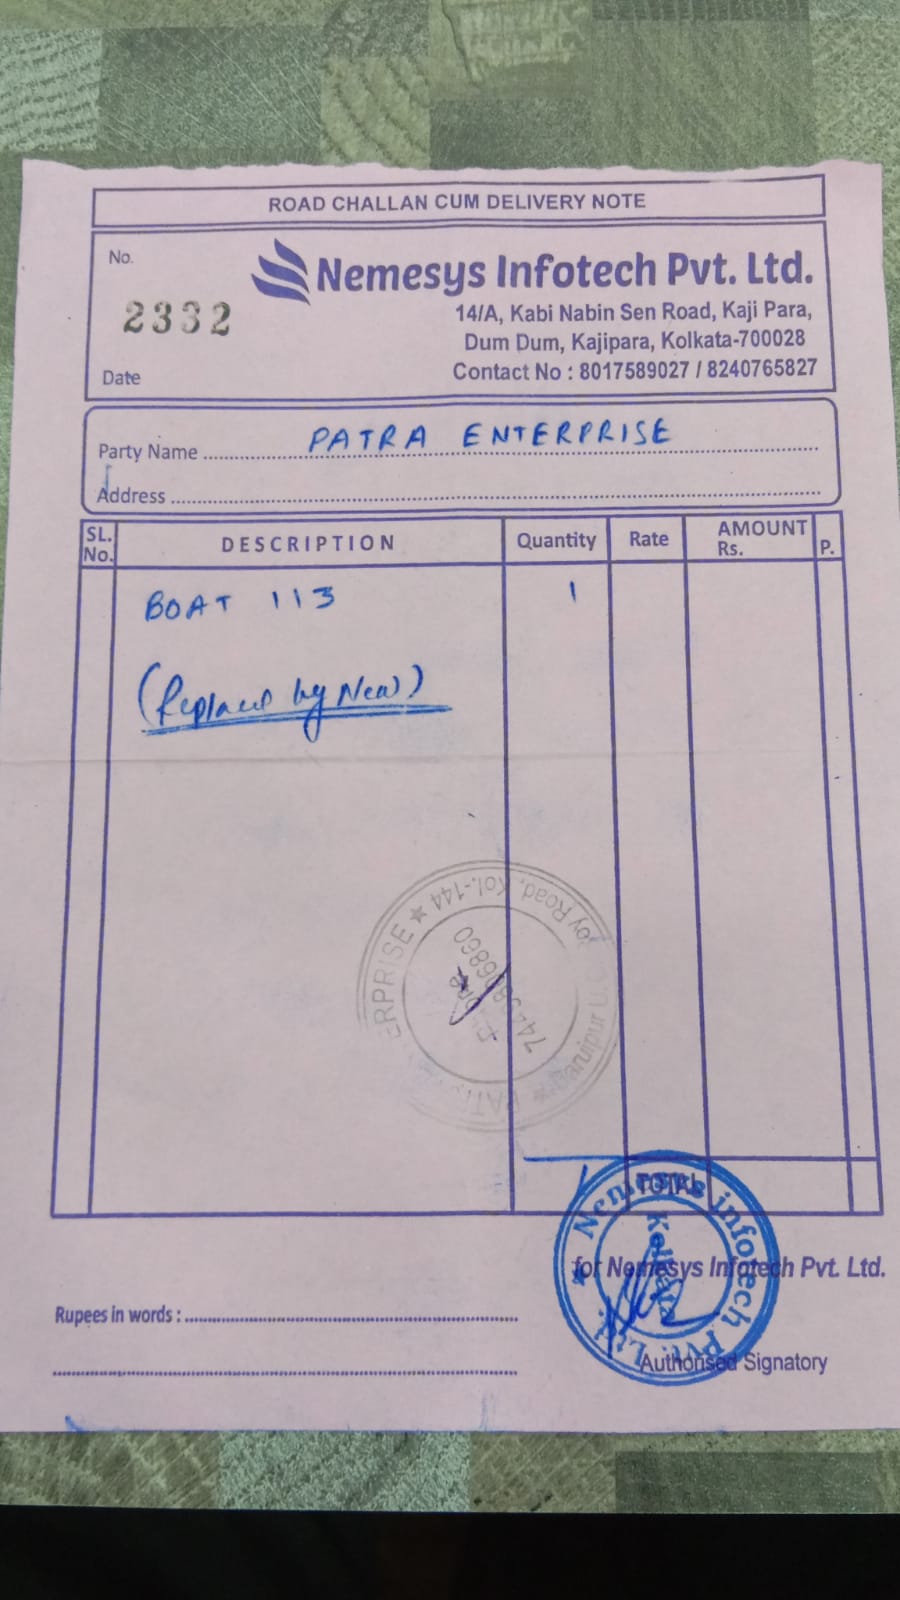 ROAD CHALLAN CUM DELIVERY NOTE
No.
2332
Date
Nemesys Infotech Pvt. Ltd.
14/A, Kabi Nabin Sen Road, Kaji Para,
Dum Dum, Kajipara, Kolkata-700028
Contact No : 8017589027 / 8240765827
Party Name PATRA ENTERPRISE
Address
SL. No. DESCRIPTION Quantity Rate AMOUNT Rs. P.
BOAT 113 1
(Replace by New)
ERPRISE ★ Kol.-144
Road,
Baruipur
TOTAL
1
Nemesys infotech Pvt. Ltd.
Kolkata
for Nemesys Infotech Pvt. Ltd.
Rupees in words :
Authorised Signatory